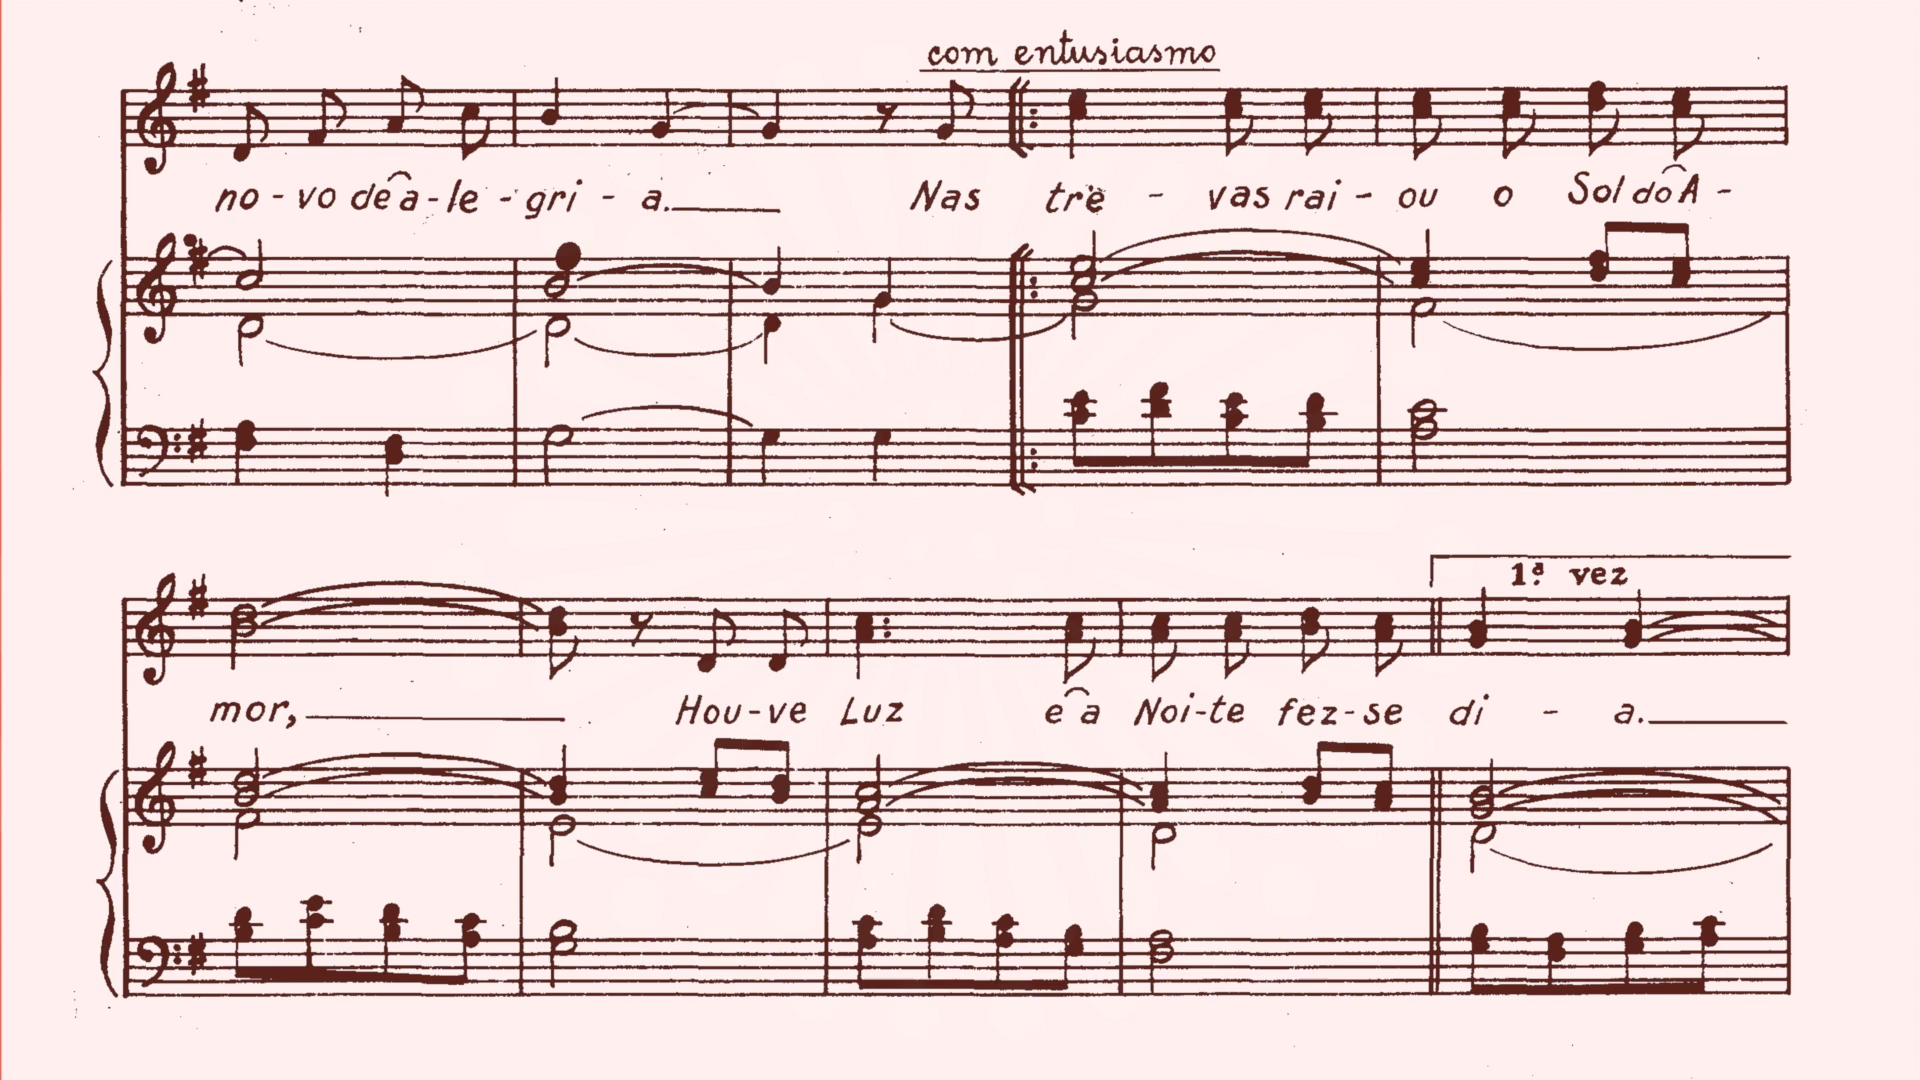 com entusiasmo
no - vo de a - le - gri - a. Nas tre - vas rai - ou o Sol do A -
1ª vez
mor, Hou - ve Luz e a Noi - te fez - se di - a.